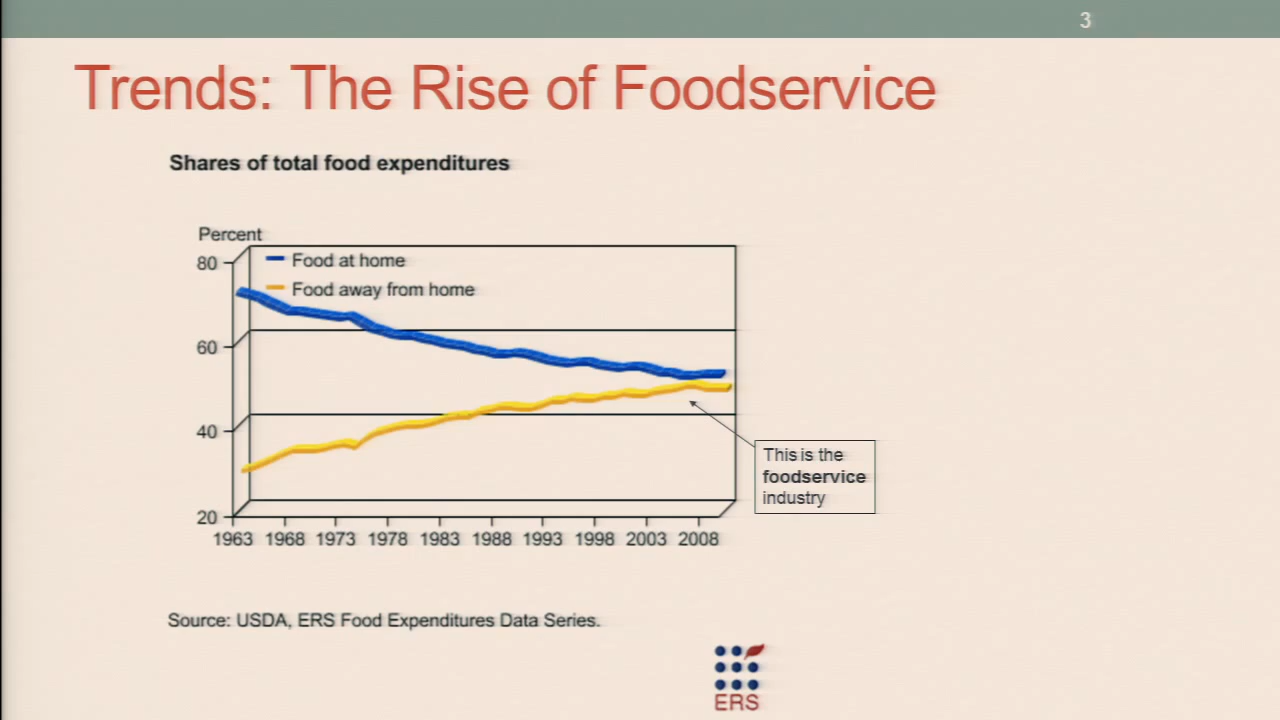 3
Trends: The Rise of Foodservice
Shares of total food expenditures
Percent
80
60
40
20
Food at home
Food away from home
1963 1968 1973 1978 1983 1988 1993 1998 2003 2008
This is the
foodservice
industry
Source: USDA, ERS Food Expenditures Data Series.
ERS